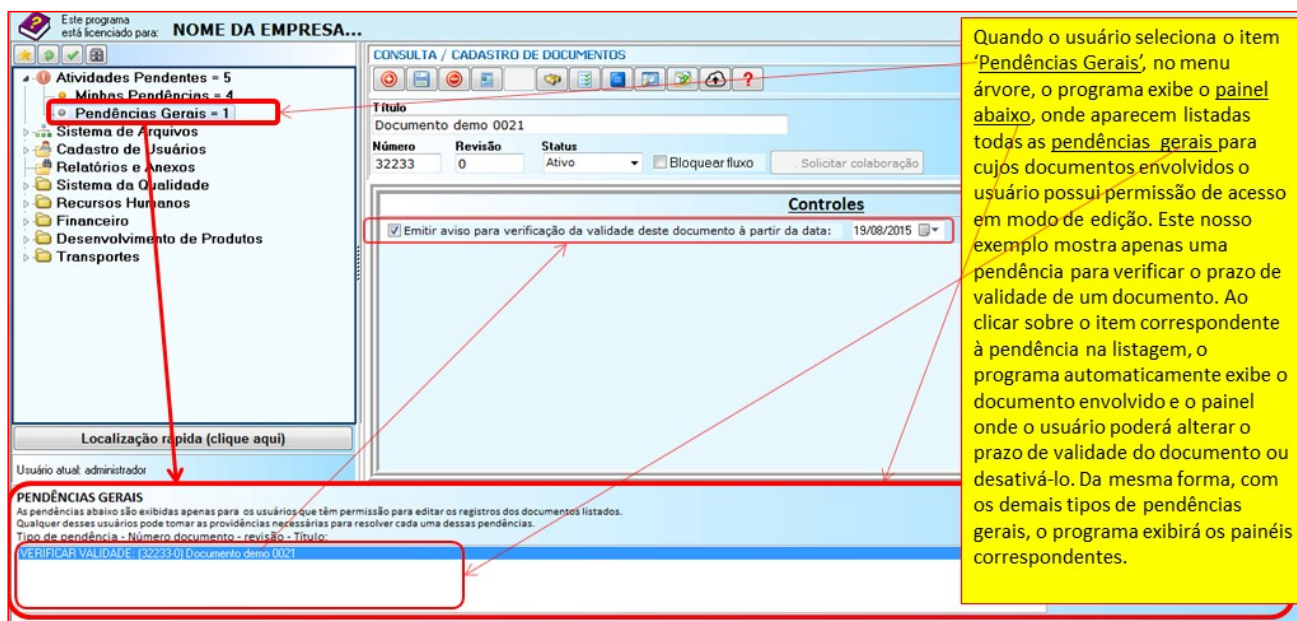 Este programa
está licenciado para: NOME DA EMPRESA...
Atividades Pendentes = 5
Minhas Pendências = 4
Pendências Gerais = 1
Sistema de Arquivos
Cadastro de Usuários
Relatórios e Anexos
Sistema da Qualidade
Recursos Humanos
Financeiro
Desenvolvimento de Produtos
Transportes
Localização rápida (clique aqui)
Usuário atual: administrador
CONSULTA / CADASTRO DE DOCUMENTOS
?
Título
Documento demo 0021
Número Revisão Status
32233 0 Ativo Bloquear fluxo Solicitar colaboração
Controles
Emitir aviso para verificação da validade deste documento à partir da data: 19/08/2015
PENDÊNCIAS GERAIS
As pendências abaixo são exibidas apenas para os usuários que têm permissão para editar os registros dos documentos listados.
Qualquer desses usuários pode tomar as providências necessárias para resolver cada uma dessas pendências.
Tipo de pendência - Número documento - revisão - Título:
VERIFICAR VALIDADE: (32233-0) Documento demo 0021
Quando o usuário seleciona o item
‘Pendências Gerais’, no menu
árvore, o programa exibe o painel
abaixo, onde aparecem listadas
todas as pendências gerais para
cujos documentos envolvidos o
usuário possui permissão de acesso
em modo de edição. Este nosso
exemplo mostra apenas uma
pendência para verificar o prazo de
validade de um documento. Ao
clicar sobre o item correspondente
à pendência na listagem, o
programa automaticamente exibe o
documento envolvido e o painel
onde o usuário poderá alterar o
prazo de validade do documento ou
desativá-lo. Da mesma forma, com
os demais tipos de pendências
gerais, o programa exibirá os painéis
correspondentes.